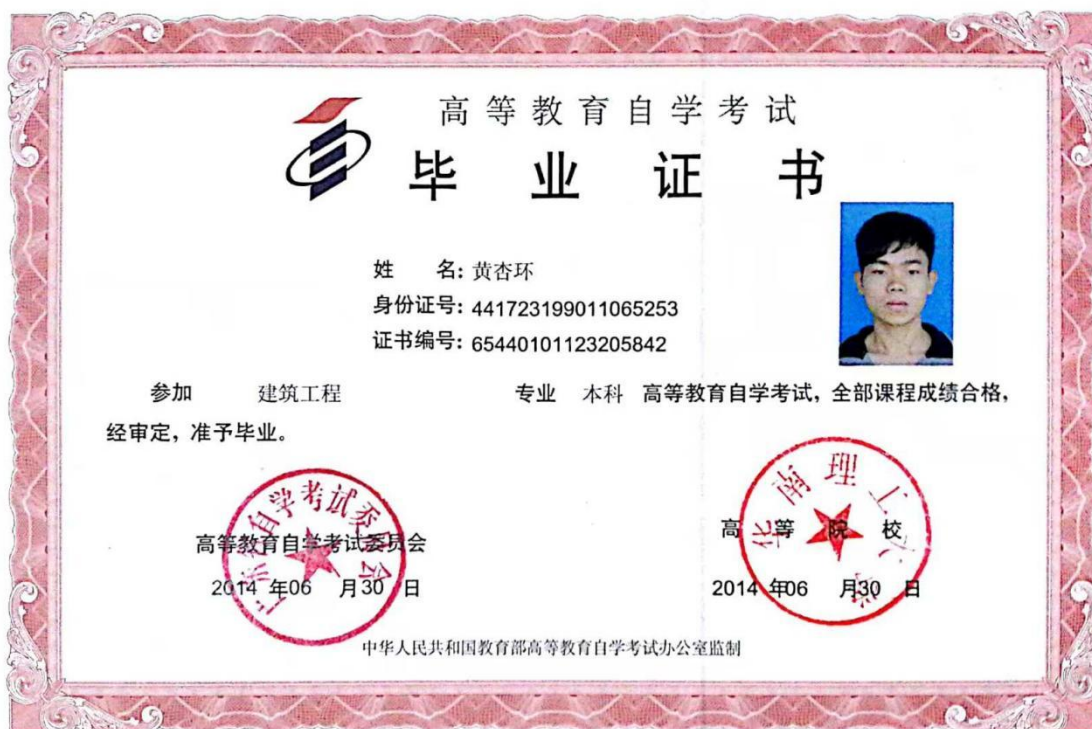 高等教育自学考试
毕业证书
姓 名: 黄杏环
身份证号: 441723199011065253
证书编号: 65440101123205842
参加 建筑工程 专业 本科 高等教育自学考试，全部课程成绩合格，
经审定，准予毕业。
高等教育自学考试委员会
2014 年06 月30 日
高等院校
2014 年06 月30 日
华南理工大学
中华人民共和国教育部高等教育自学考试办公室监制